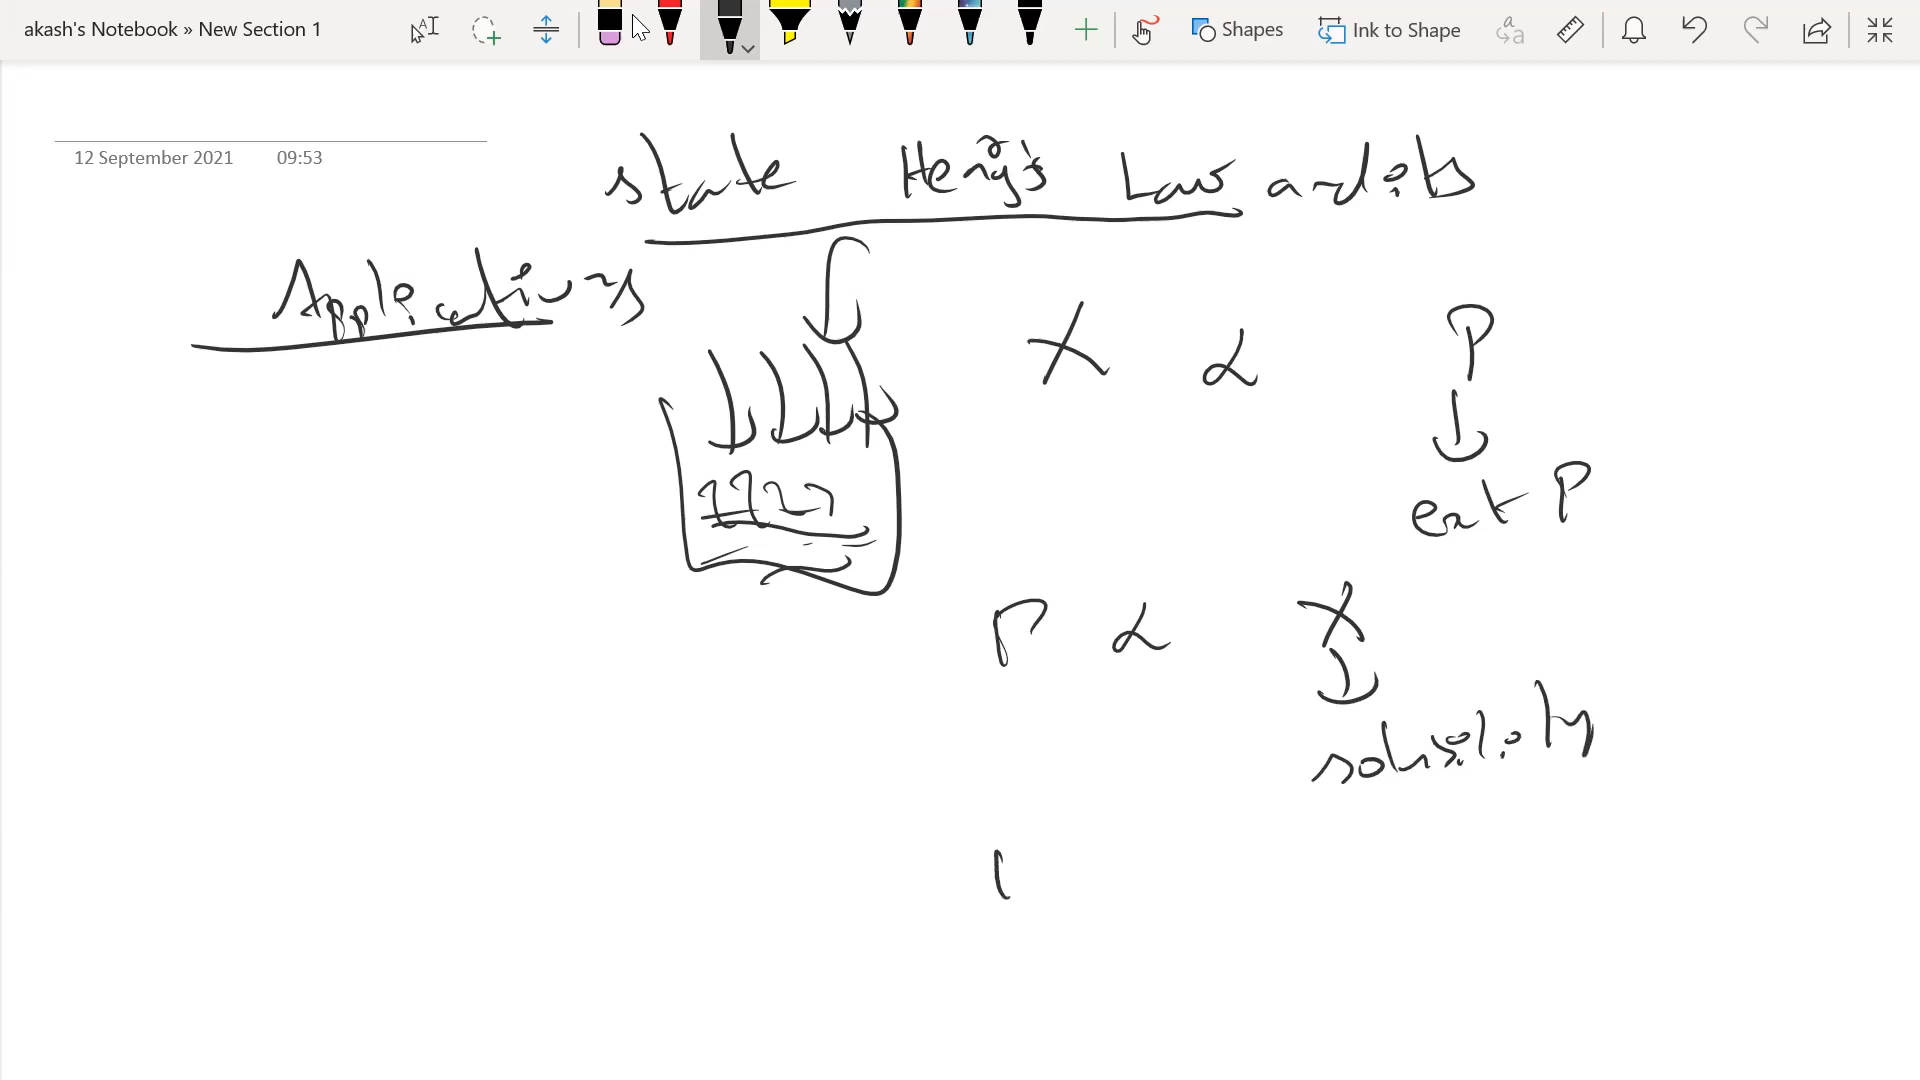 akash's Notebook » New Section 1
Shapes
Ink to Shape
12 September 2021 09:53
state Henry's Law and its
Applications
X α P
ext P
P α X
solubility